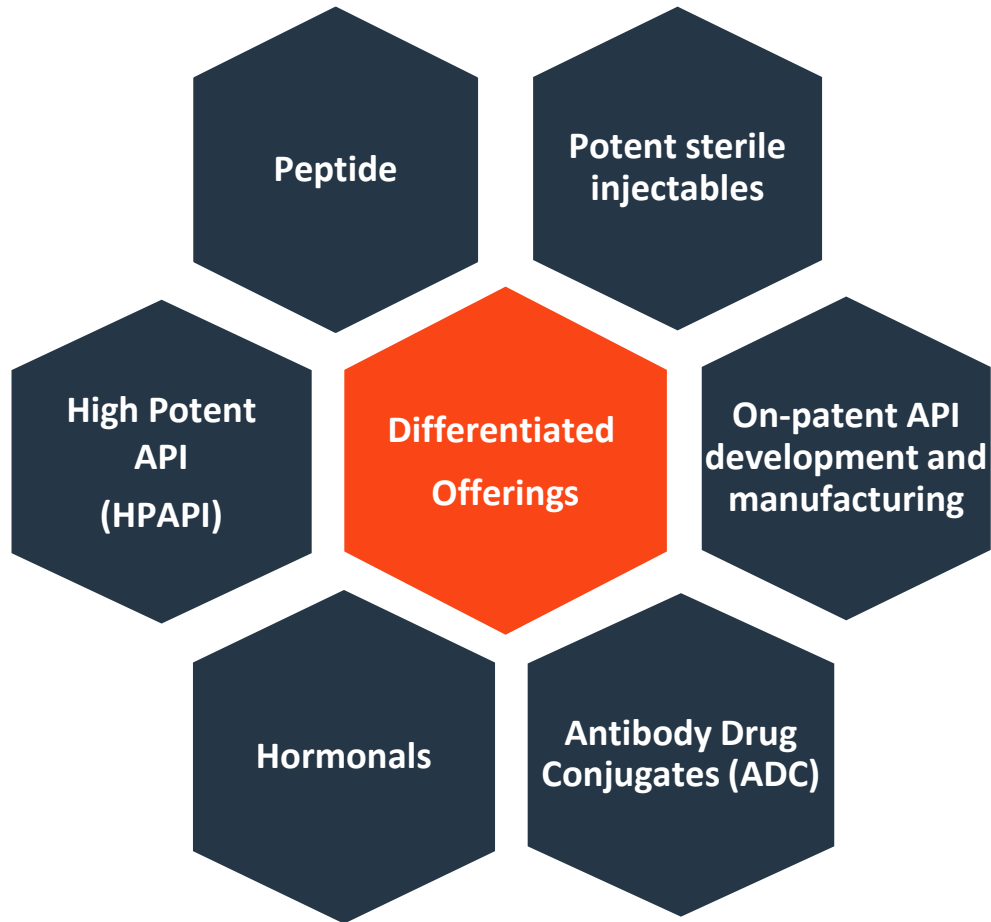 Peptide
Potent sterile
injectables
High Potent
API
(HPAPI)
Differentiated
Offerings
On-patent API
development and
manufacturing
Hormonals
Antibody Drug
Conjugates (ADC)